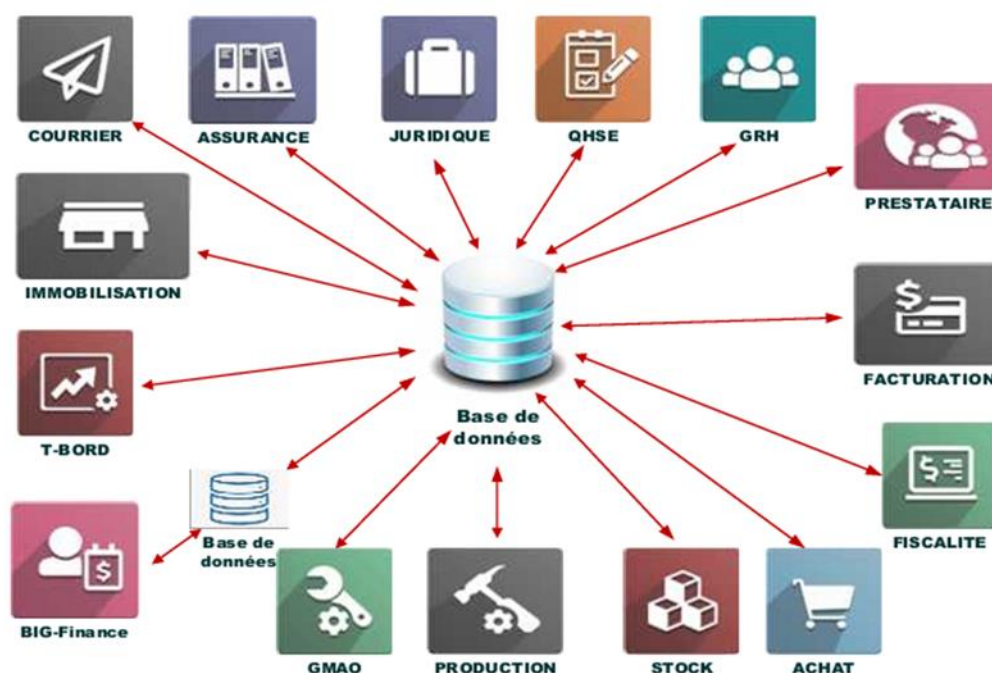 COURRIER
ASSURANCE
JURIDIQUE
QHSE
GRH
PRESTATAIRE
IMMOBILISATION
FACTURATION
T-BORD
Base de
données
FISCALITE
Base de
données
BIG-Finance
GMAO
PRODUCTION
STOCK
ACHAT